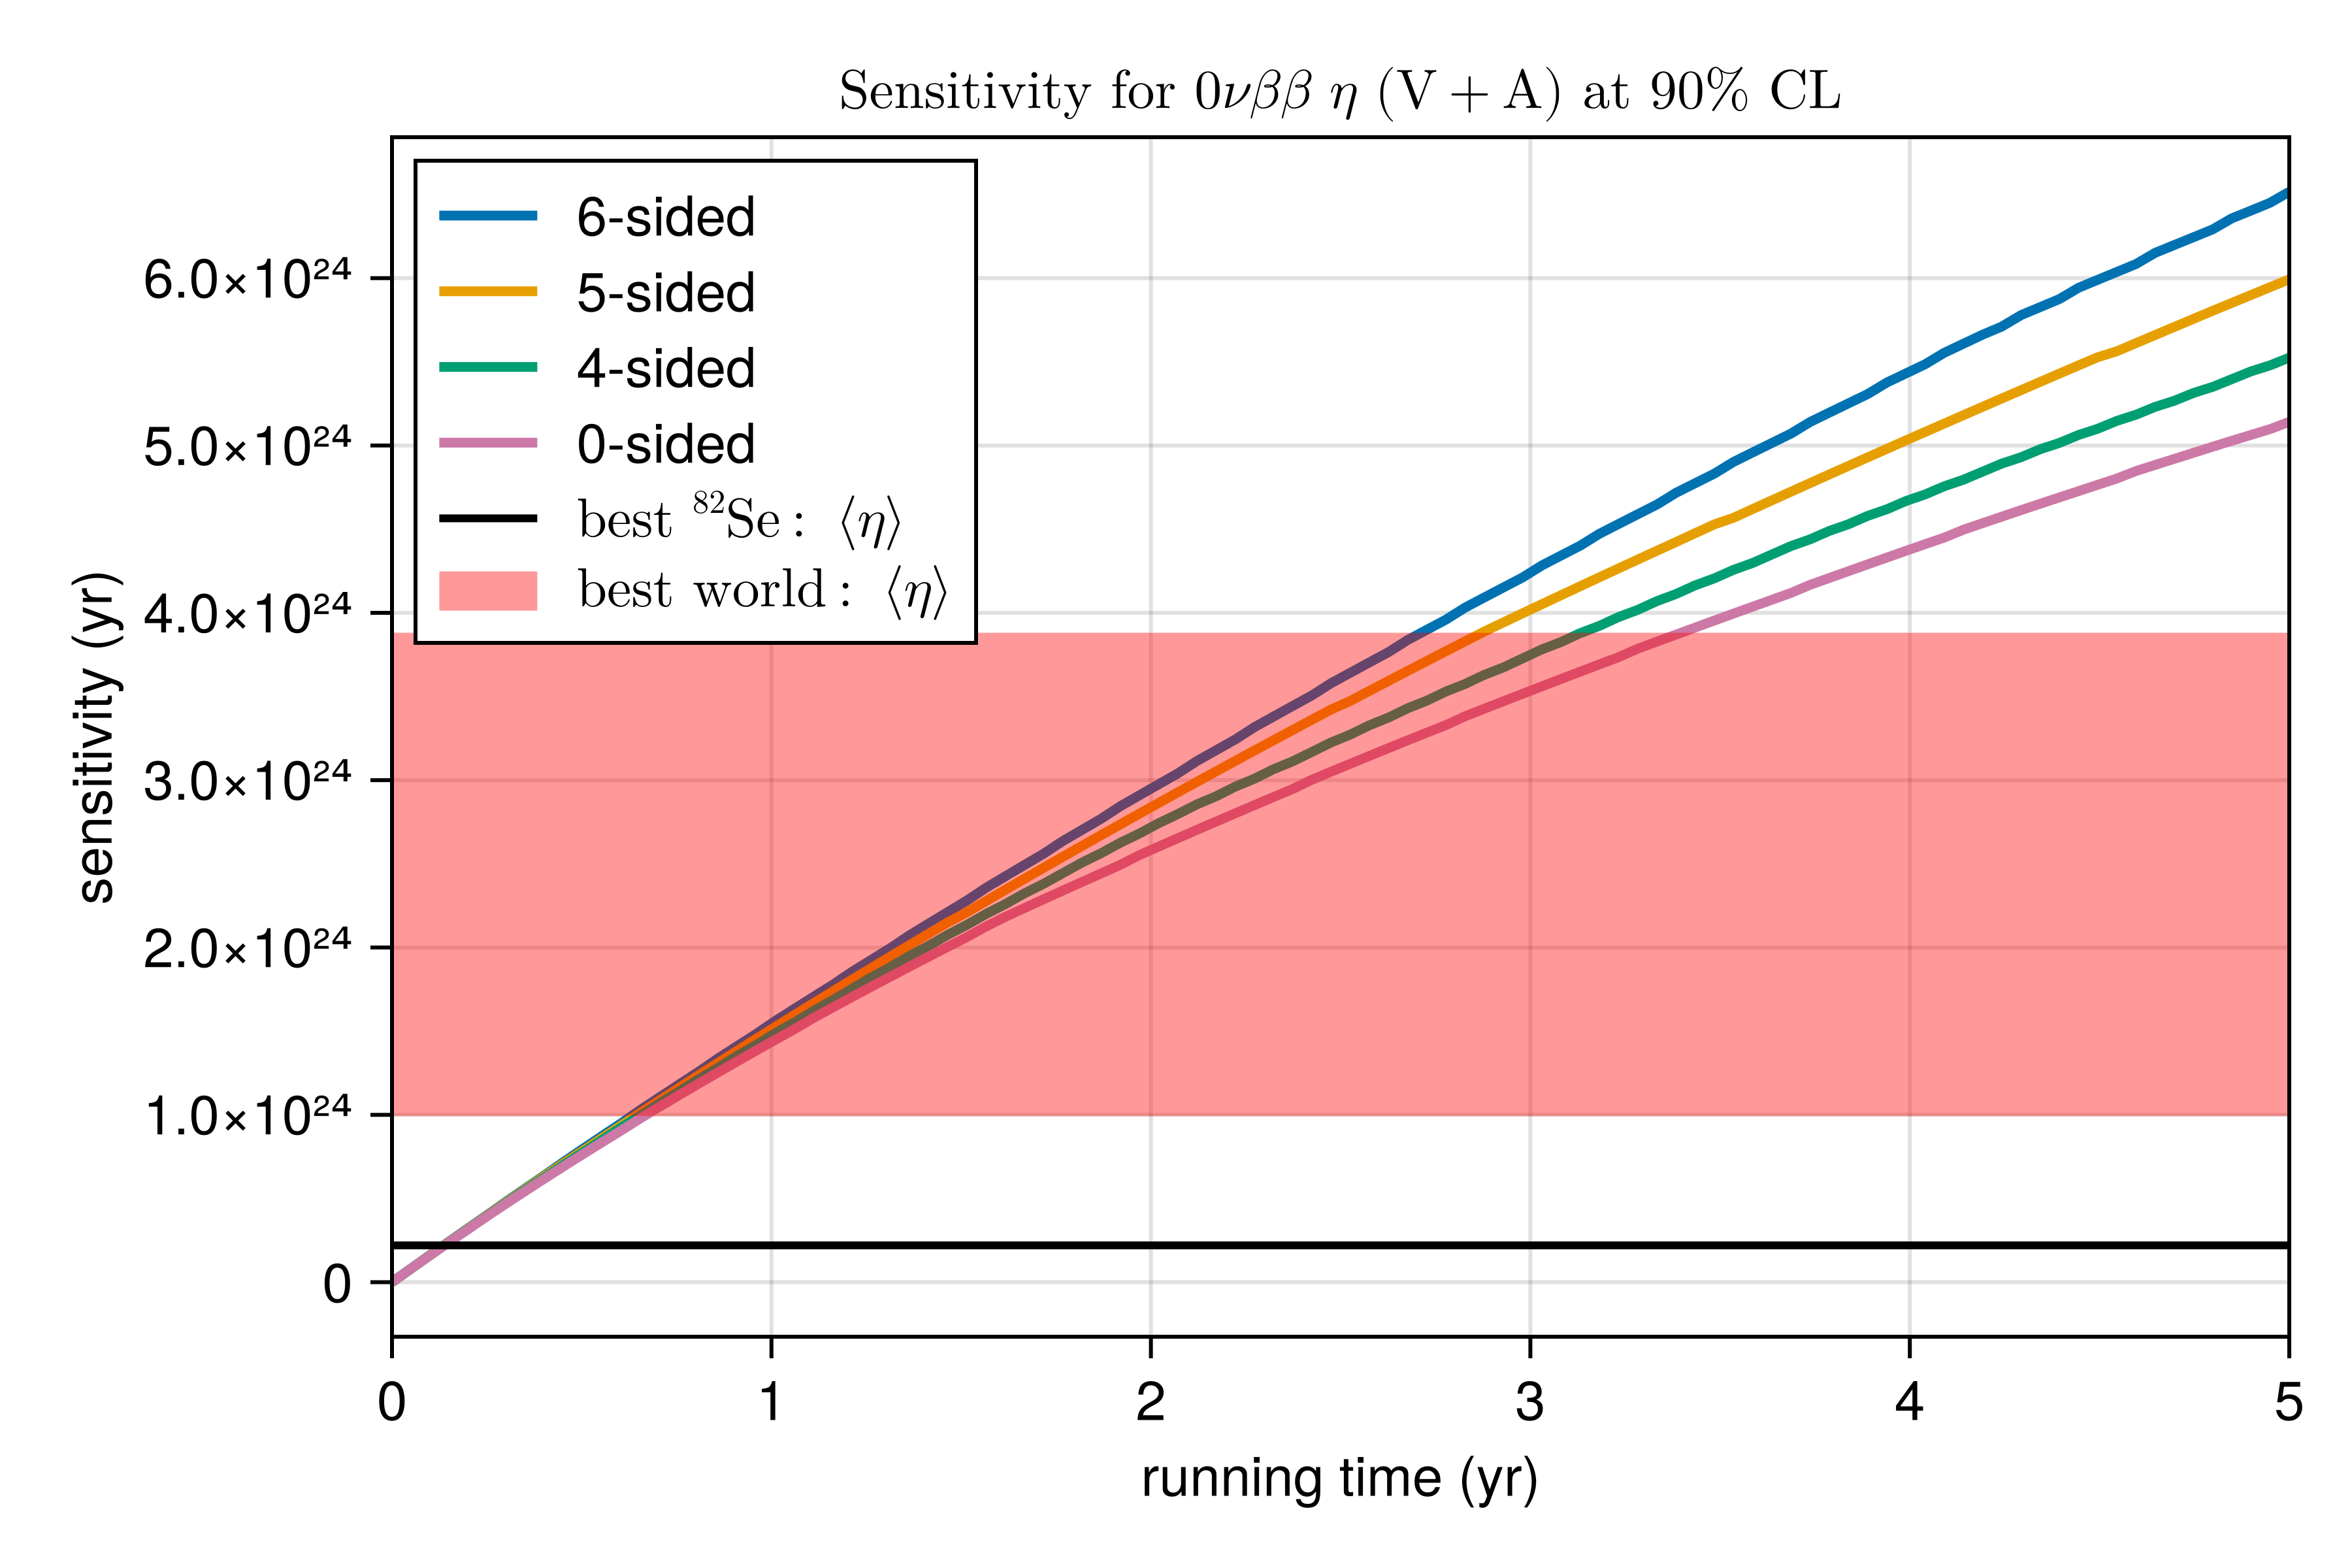 Sensitivity for 0νββ η (V + A) at 90% CL
6-sided
5-sided
4-sided
0-sided
best ⁸²Se: ⟨η⟩
best world: ⟨η⟩
sensitivity (yr)
6.0×10²⁴
5.0×10²⁴
4.0×10²⁴
3.0×10²⁴
2.0×10²⁴
1.0×10²⁴
0
0 1 2 3 4 5
running time (yr)